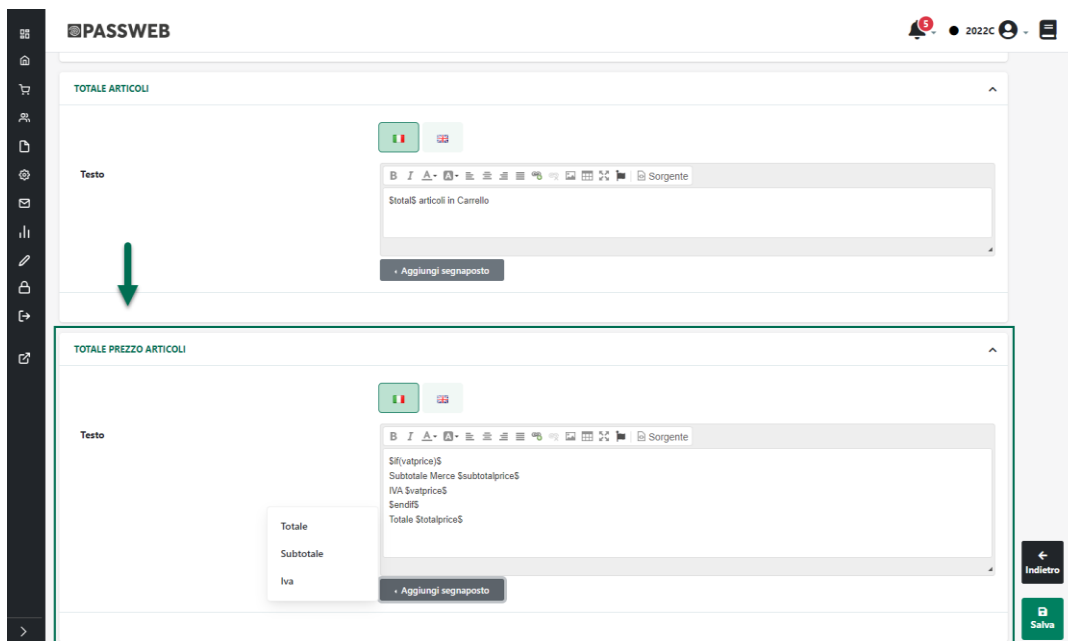 PASSWEB
5
2022C
TOTALE ARTICOLI
Testo
B I A A Sorgente
$total$ articoli in Carrello
Aggiungi segnaposto
TOTALE PREZZO ARTICOLI
Testo
B I A A Sorgente
$if(vatprice)$
Subtotale Merce $subtotalprice$
IVA $vatprice$
$endif$
Totale $totalprice$
Totale
Subtotale
Iva
Aggiungi segnaposto
Indietro
Salva